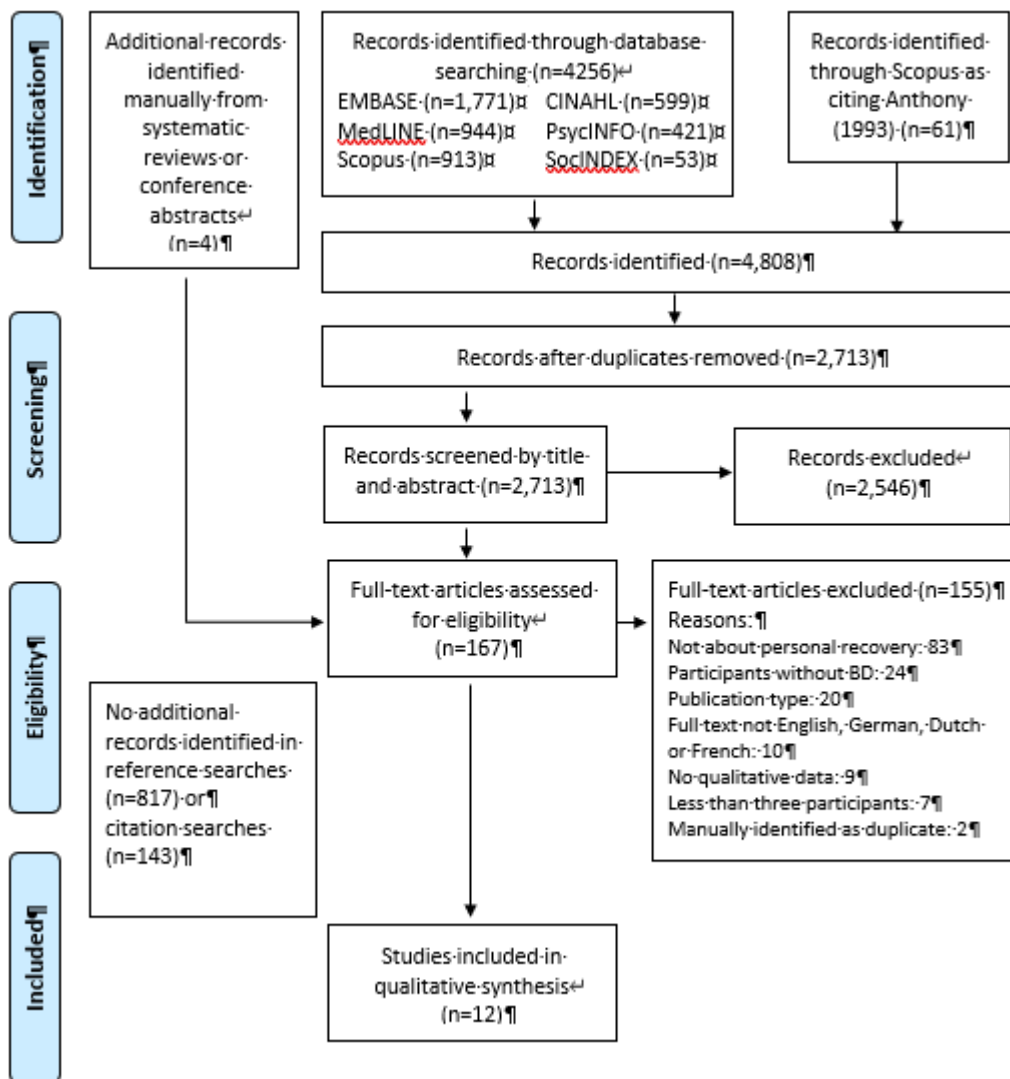 Identification¶
Additional·records·
identified·
manually·from·
systematic·
reviews·or·
conference·
abstracts↵
(n=4)¶
Records·identified·through·database·
searching·(n=4256)↵
EMBASE·(n=1,771)¤ CINAHL·(n=599)¤
MedLINE·(n=944)¤ PsycINFO·(n=421)¤
Scopus·(n=913)¤ SocINDEX·(n=53)¤
Records·identified·
through·Scopus·as·
citing·Anthony·
(1993)·(n=61)¶
Records·identified·(n=4,808)¶
Screening¶
Records·after·duplicates·removed·(n=2,713)¶
Records·screened·by·title·
and·abstract·(n=2,713)¶
Records·excluded↵
(n=2,546)¶
Eligibility¶
Full-text·articles·assessed·
for·eligibility↵
(n=167)¶
Full-text·articles·excluded·(n=155)¶
Reasons:¶
Not·about·personal·recovery:·83¶
Participants·without·BD:·24¶
Publication·type:·20¶
Full·text·not·English,·German,·Dutch·
or·French:·10¶
No·qualitative·data:·9¶
Less·than·three·participants:·7¶
Manually·identified·as·duplicate:·2¶
No·additional·
records·identified·in·
reference·searches·
(n=817)·or¶
citation·searches·
(n=143)¶
Included¶
Studies·included·in·
qualitative·synthesis↵
(n=12)¶